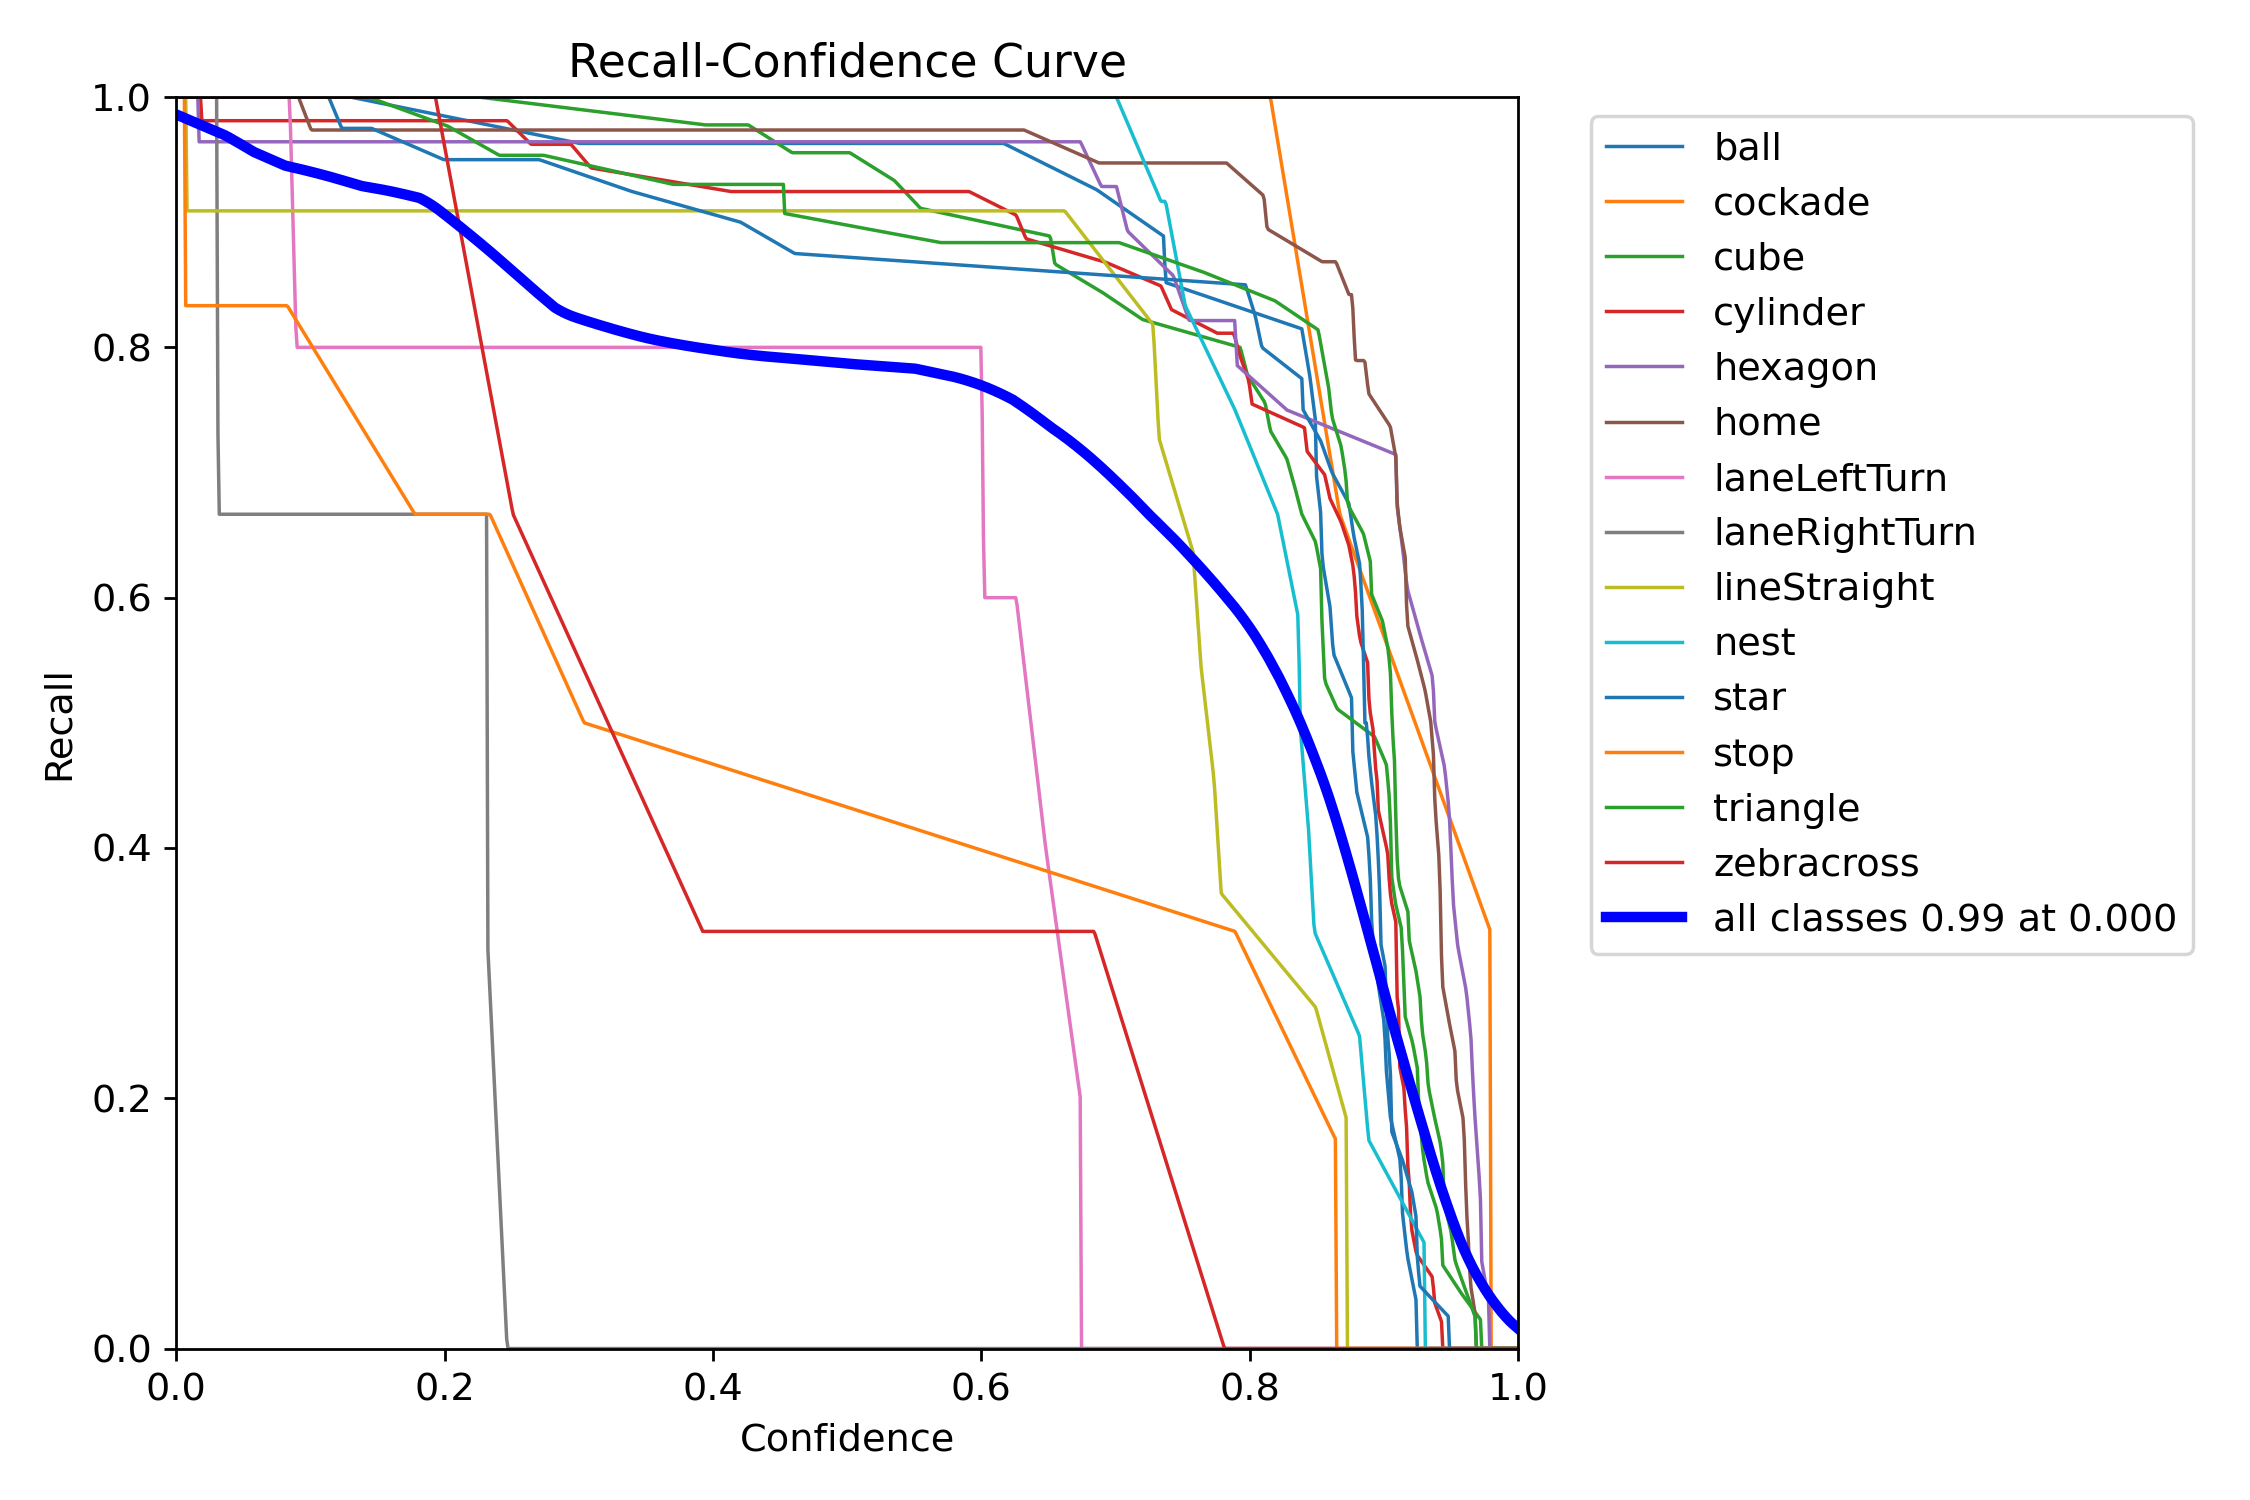 Recall-Confidence Curve
1.0
0.8
0.6
0.4
0.2
0.0
Recall
0.0 0.2 0.4 0.6 0.8 1.0
Confidence
ball
cockade
cube
cylinder
hexagon
home
laneLeftTurn
laneRightTurn
lineStraight
nest
star
stop
triangle
zebracross
all classes 0.99 at 0.000